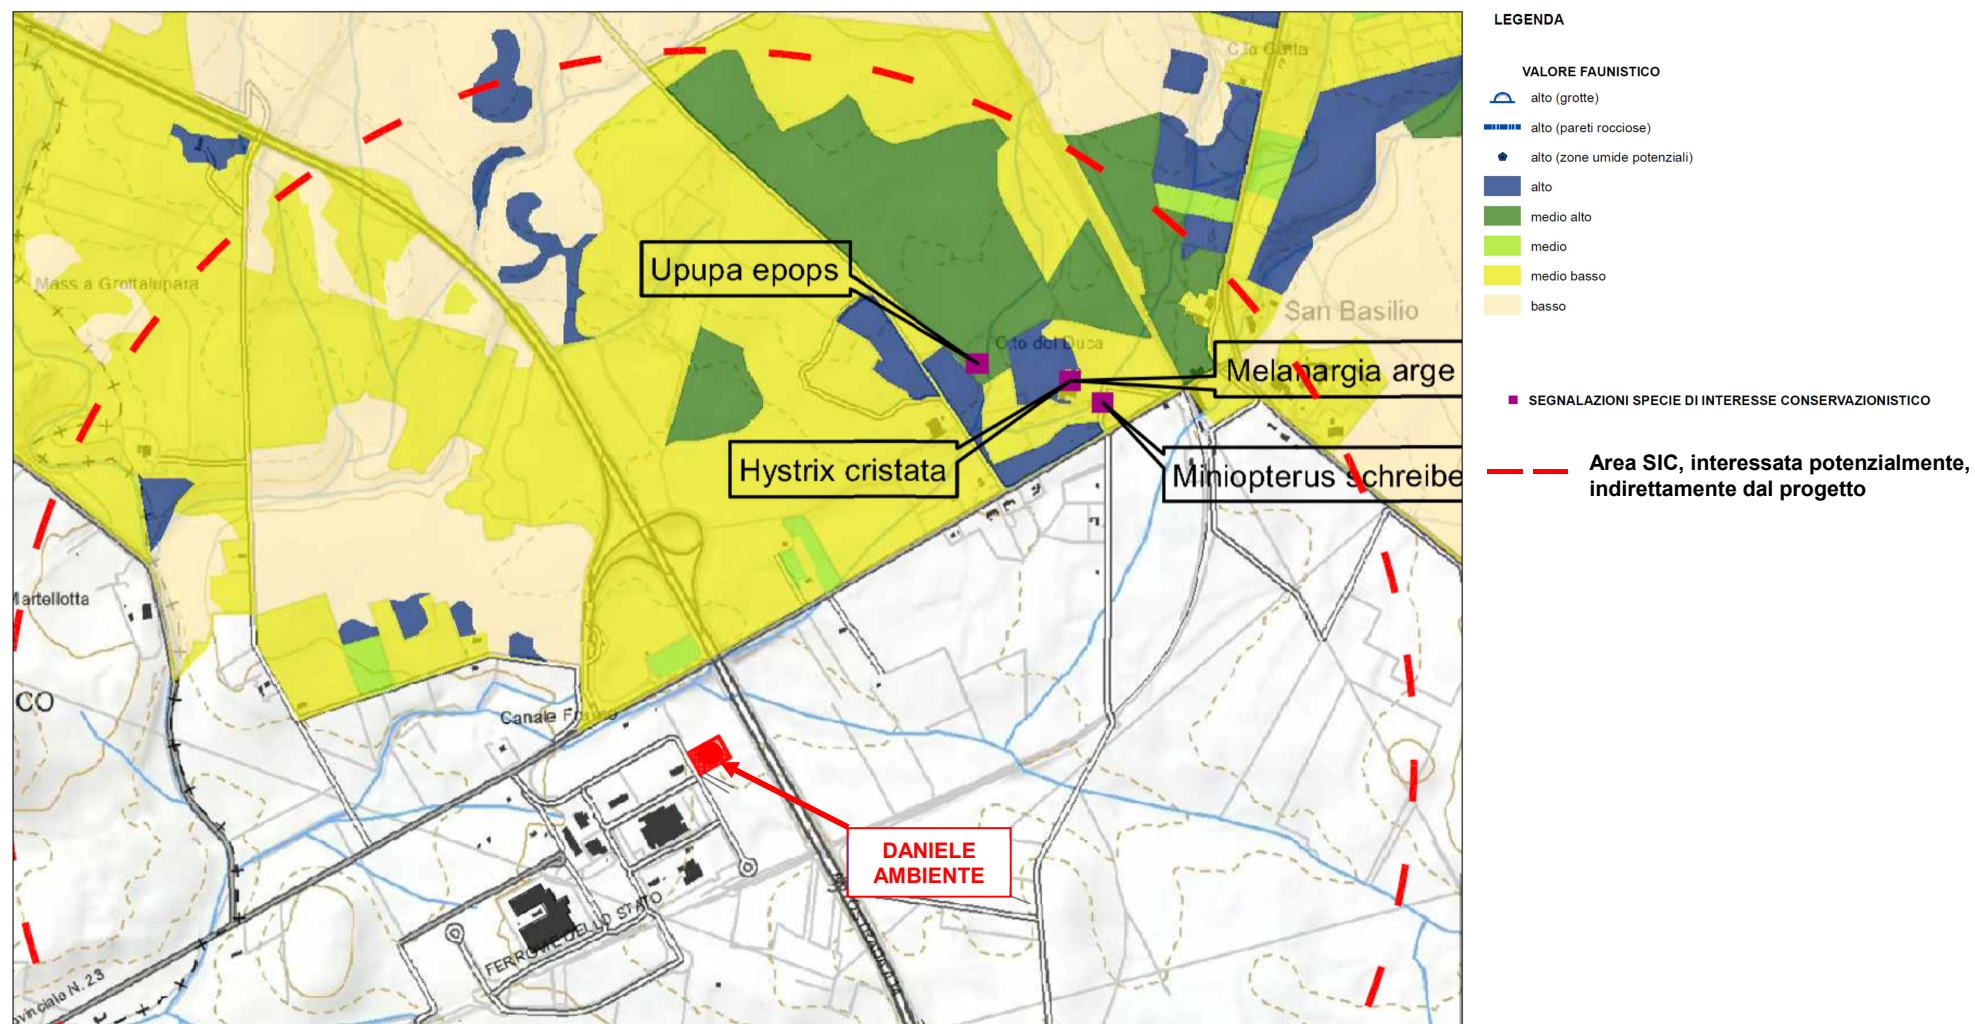 LEGENDA
VALORE FAUNISTICO
alto (grotte)
alto (pareti rocciose)
alto (zone umide potenziali)
alto
medio alto
medio
medio basso
basso
SEGNALAZIONI SPECIE DI INTERESSE CONSERVAZIONISTICO
Area SIC, interessata potenzialmente,
indirettamente dal progetto
Mass.a Grottalupara
Upupa epops
San Basilio
C.to del Duca
Melanargia arge
Hystrix cristata
Miniopterus schreibe
Martellotta
CO
Canale
DANIELE
AMBIENTE
FERROVIE DELLO STATO
vinciale N. 23